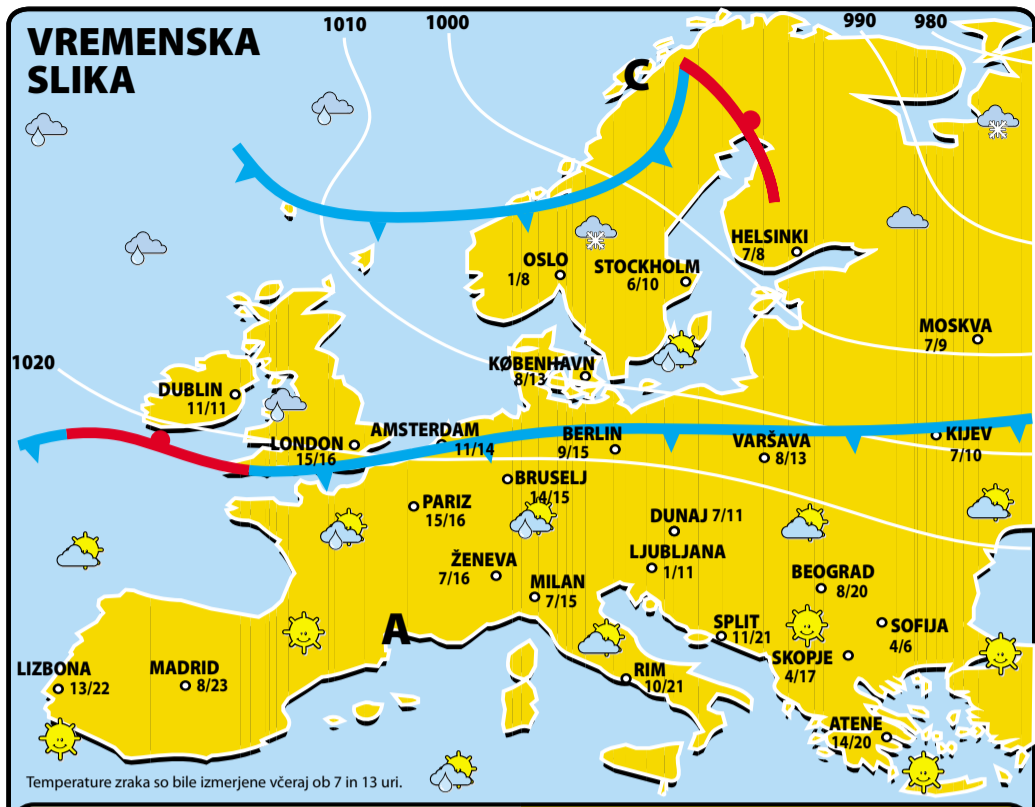 VREMENSKA
SLIKA
1010
1000
990
980
C
HELSINKI
7/8
OSLO
1/8
STOCKHOLM
6/10
MOSKVA
7/9
1020
KØBENHAVN
8/13
DUBLIN
11/11
LONDON
15/16
AMSTERDAM
11/14
BERLIN
9/15
VARŠAVA
8/13
KIJEV
7/10
BRUSELJ
14/15
PARIZ
15/16
DUNAJ 7/11
ŽENEVA
7/16
LJUBLJANA
1/11
MILAN
7/15
BEOGRAD
8/20
A
SPLIT
11/21
SOFIJA
4/6
SKOPJE
4/17
LIZBONA
13/22
MADRID
8/23
RIM
10/21
ATENE
14/20
Temperature zraka so bile izmerjene včeraj ob 7 in 13 uri.